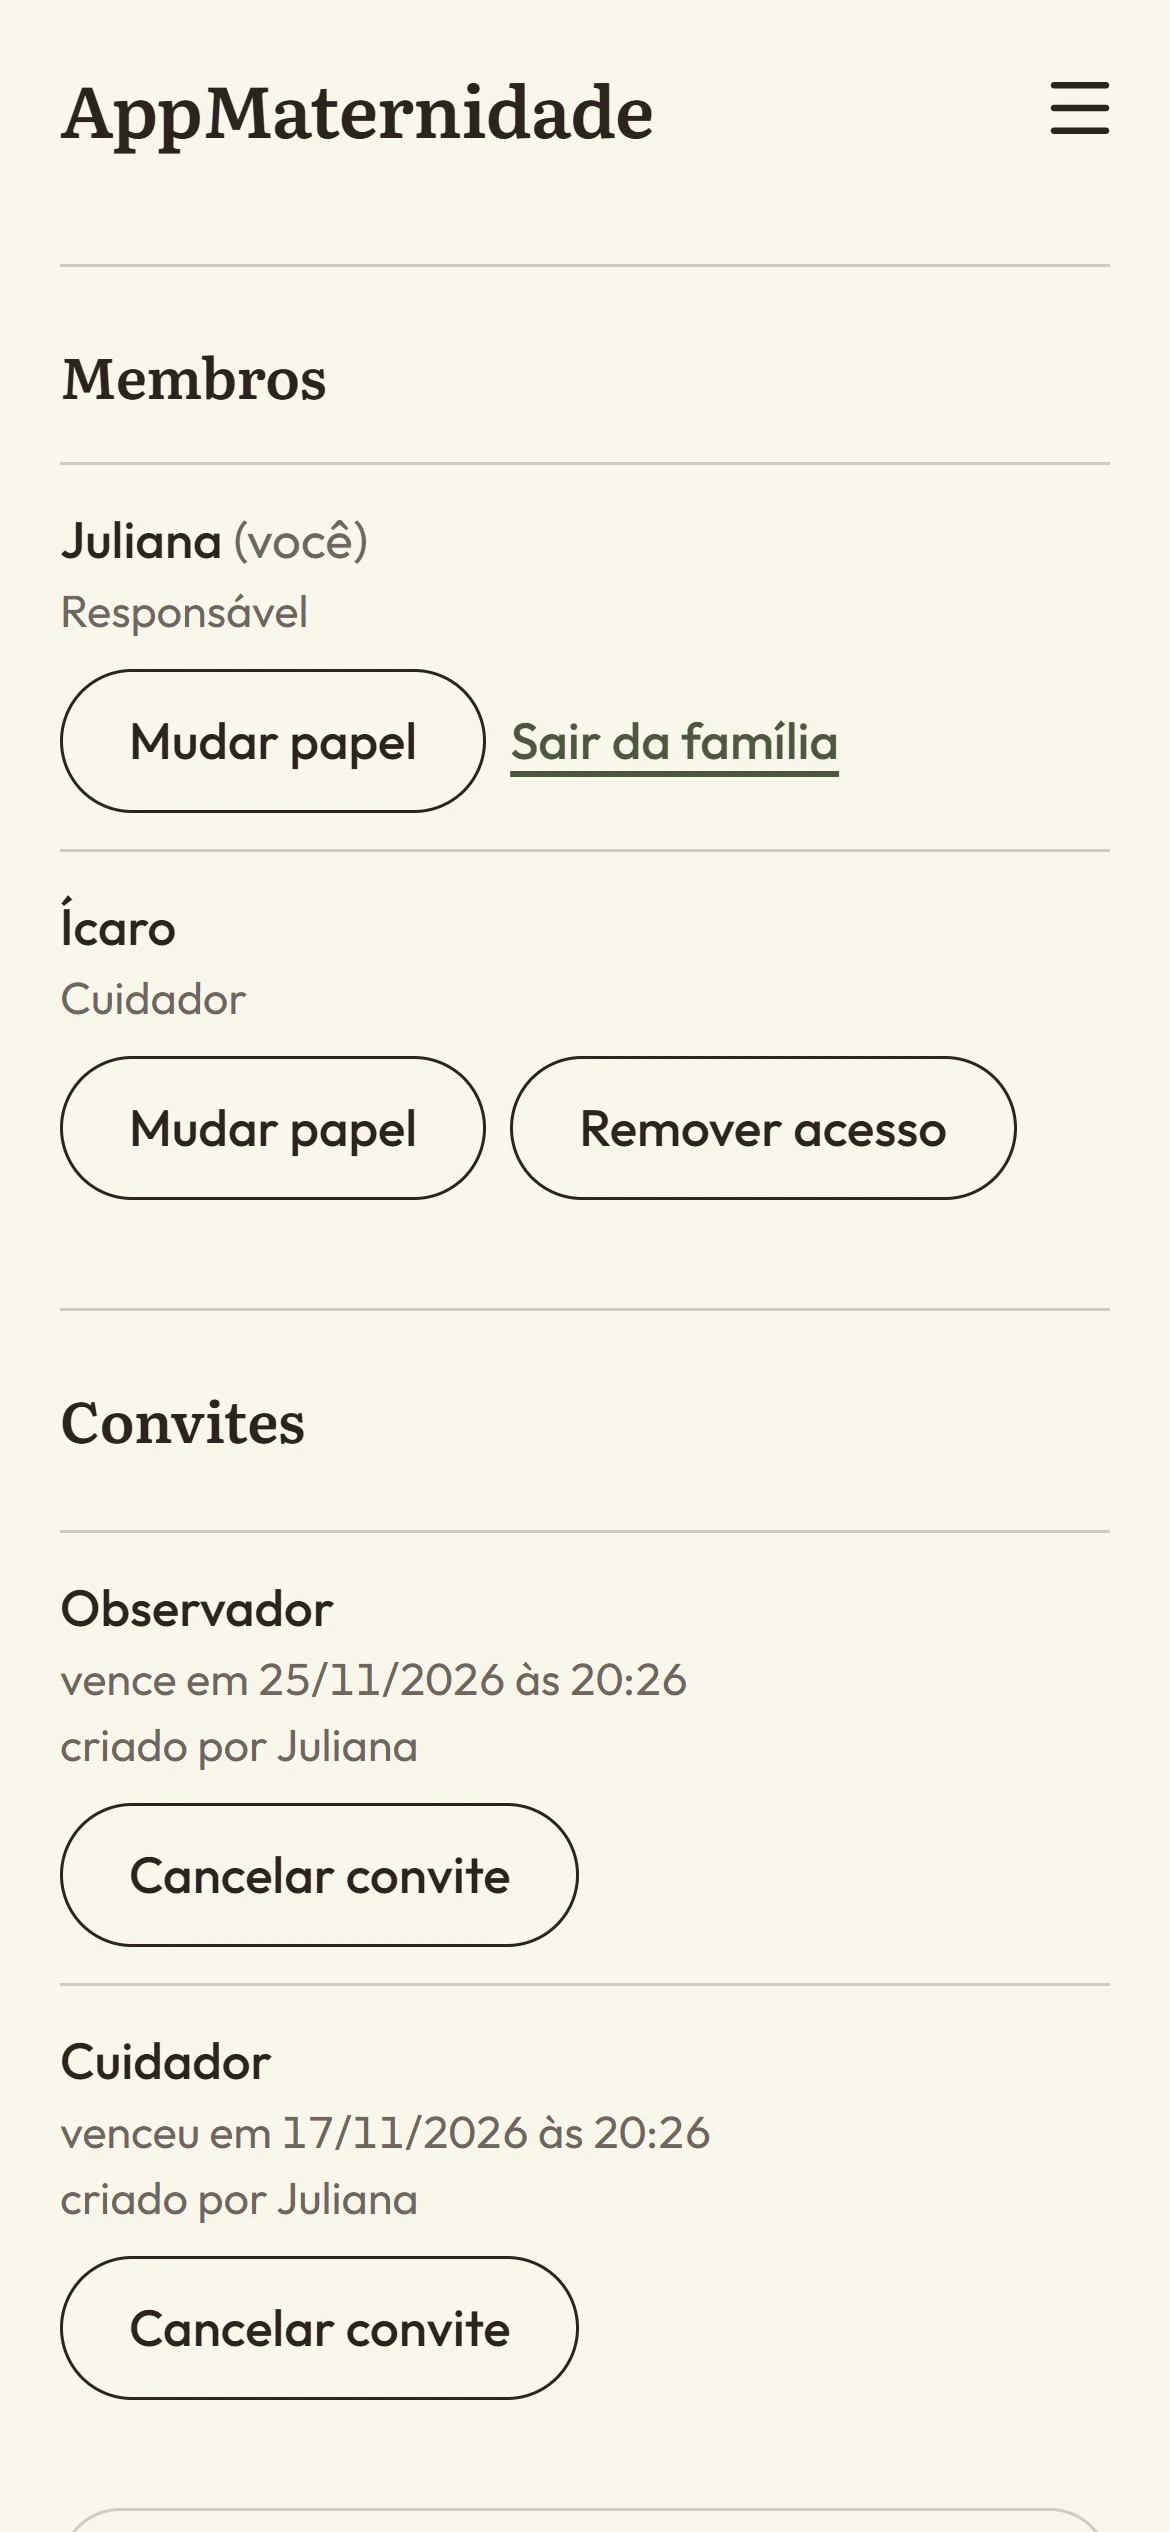 AppMaternidade
Membros
Juliana (você)
Responsável
Mudar papel Sair da família
Ícaro
Cuidador
Mudar papel Remover acesso
Convites
Observador
vence em 25/11/2026 às 20:26
criado por Juliana
Cancelar convite
Cuidador
venceu em 17/11/2026 às 20:26
criado por Juliana
Cancelar convite